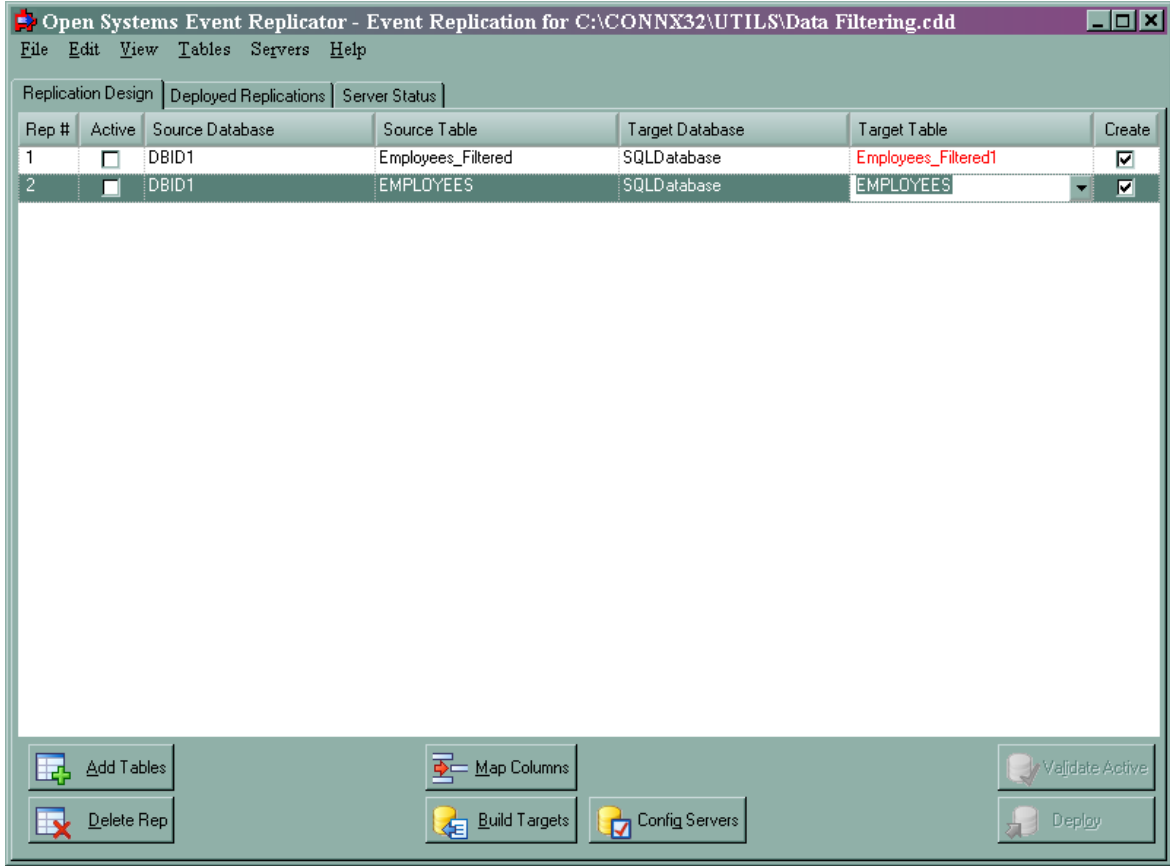 Open Systems Event Replicator - Event Replication for C:\CONNX32\UTILS\Data Filtering.cdd
File Edit View Tables Servers Help
Replication Design Deployed Replications Server Status
Rep # Active Source Database Source Table Target Database Target Table Create
1 DBID1 Employees_Filtered SQLDatabase Employees_Filtered1
2 DBID1 EMPLOYEES SQLDatabase EMPLOYEES
Add Tables Map Columns Validate Active
Delete Rep Build Targets Config Servers Deploy